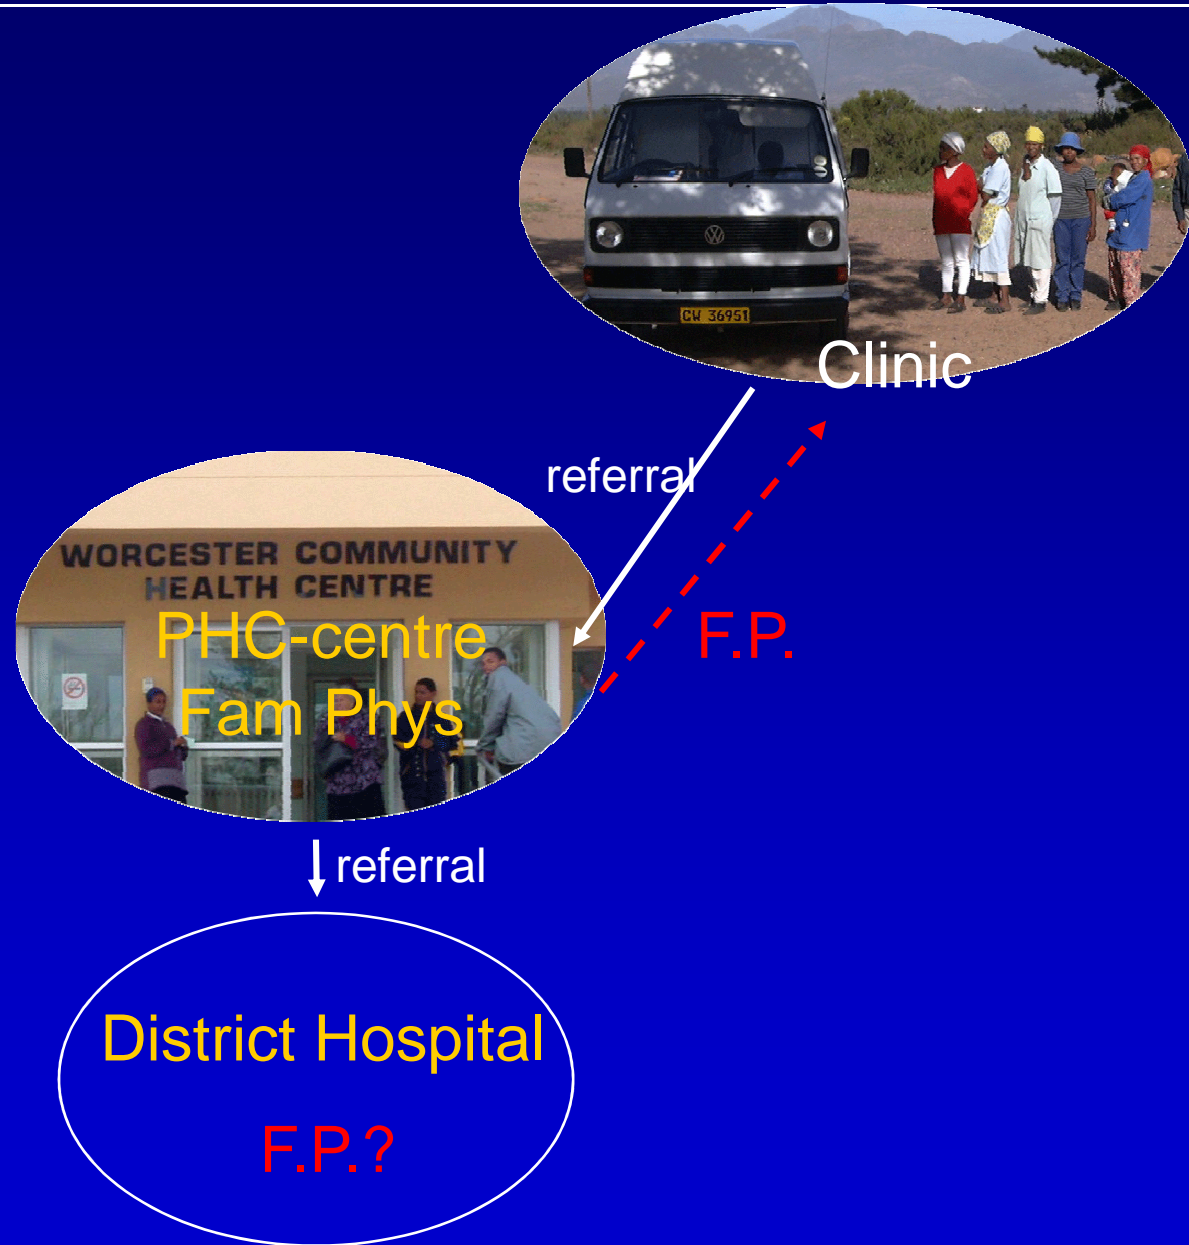 CW 36951
Clinic
referral
WORCESTER COMMUNITY
HEALTH CENTRE
PHC-centre
F.P.
Fam Phys
referral
District Hospital
F.P.?